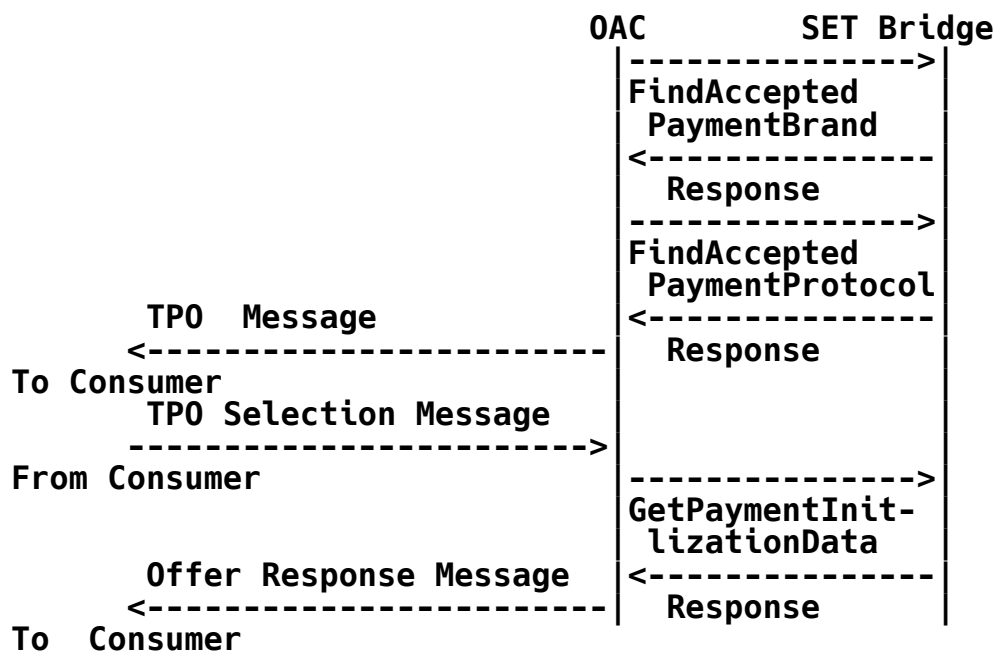 OAC SET Bridge
|--------------->|
|FindAccepted |
| PaymentBrand |
|<---------------|
| Response |
|--------------->|
|FindAccepted |
| PaymentProtocol|
TPO  Message |<---------------|
<------------------------| Response |
To Consumer | |
TPO Selection Message | |
------------------------>| |
From Consumer |--------------->|
|GetPaymentInit- |
| lizationData |
Offer Response Message |<---------------|
<------------------------| Response |
To  Consumer